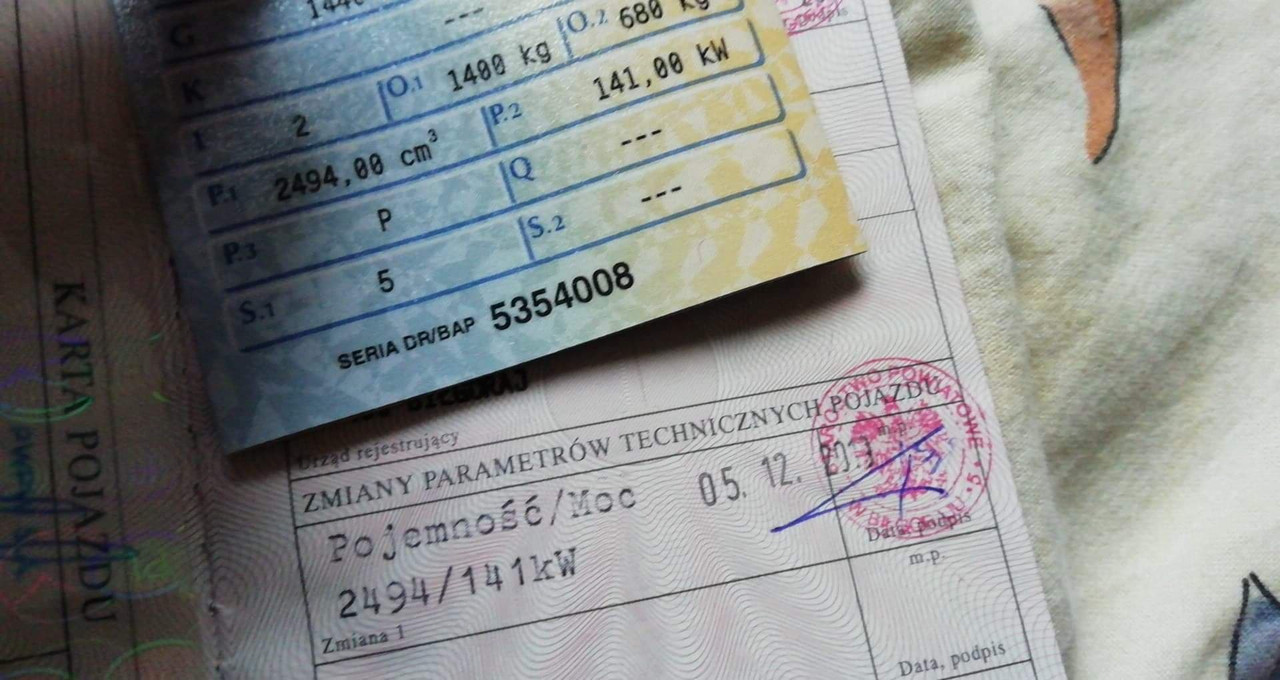 G
K ---
I 2 O.1 1400 kg O.2 680 kg
P.1 2494,00 cm³ P.2 141,00 kW
P.3 P Q ---
S.1 5 S.2 ---
SERIA DR/BAP 5354008
KARTA POJAZDU
Urząd rejestrujący
ZMIANY PARAMETRÓW TECHNICZNYCH POJAZDU
m.p.
Pojemność/Moc 05. 12.
2494/141kW
Data, podpis
Zmiana 1
m.p.
Data, podpis